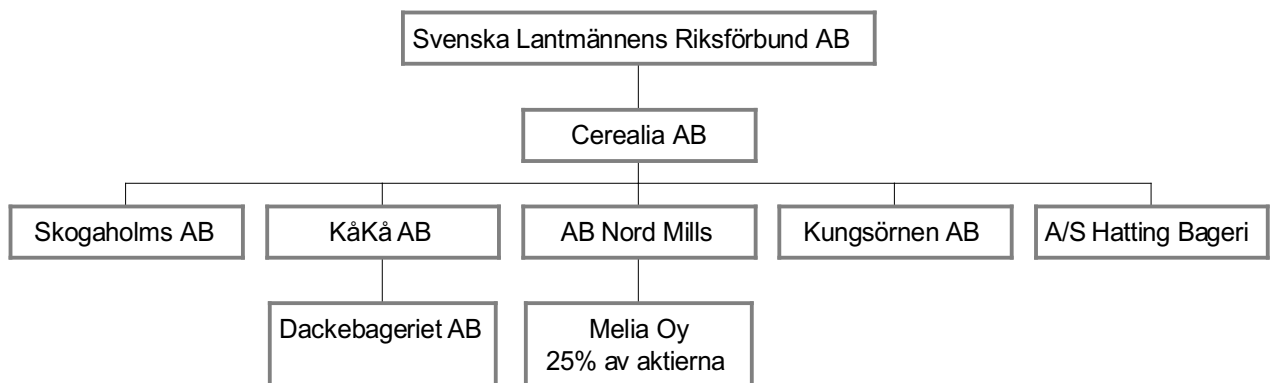 Svenska Lantmännens Riksförbund AB
Cerealia AB
Skogaholms AB
KåKå AB
AB Nord Mills
Kungsörnen AB
A/S Hatting Bageri
Dackebageriet AB
Melia Oy
25% av aktierna